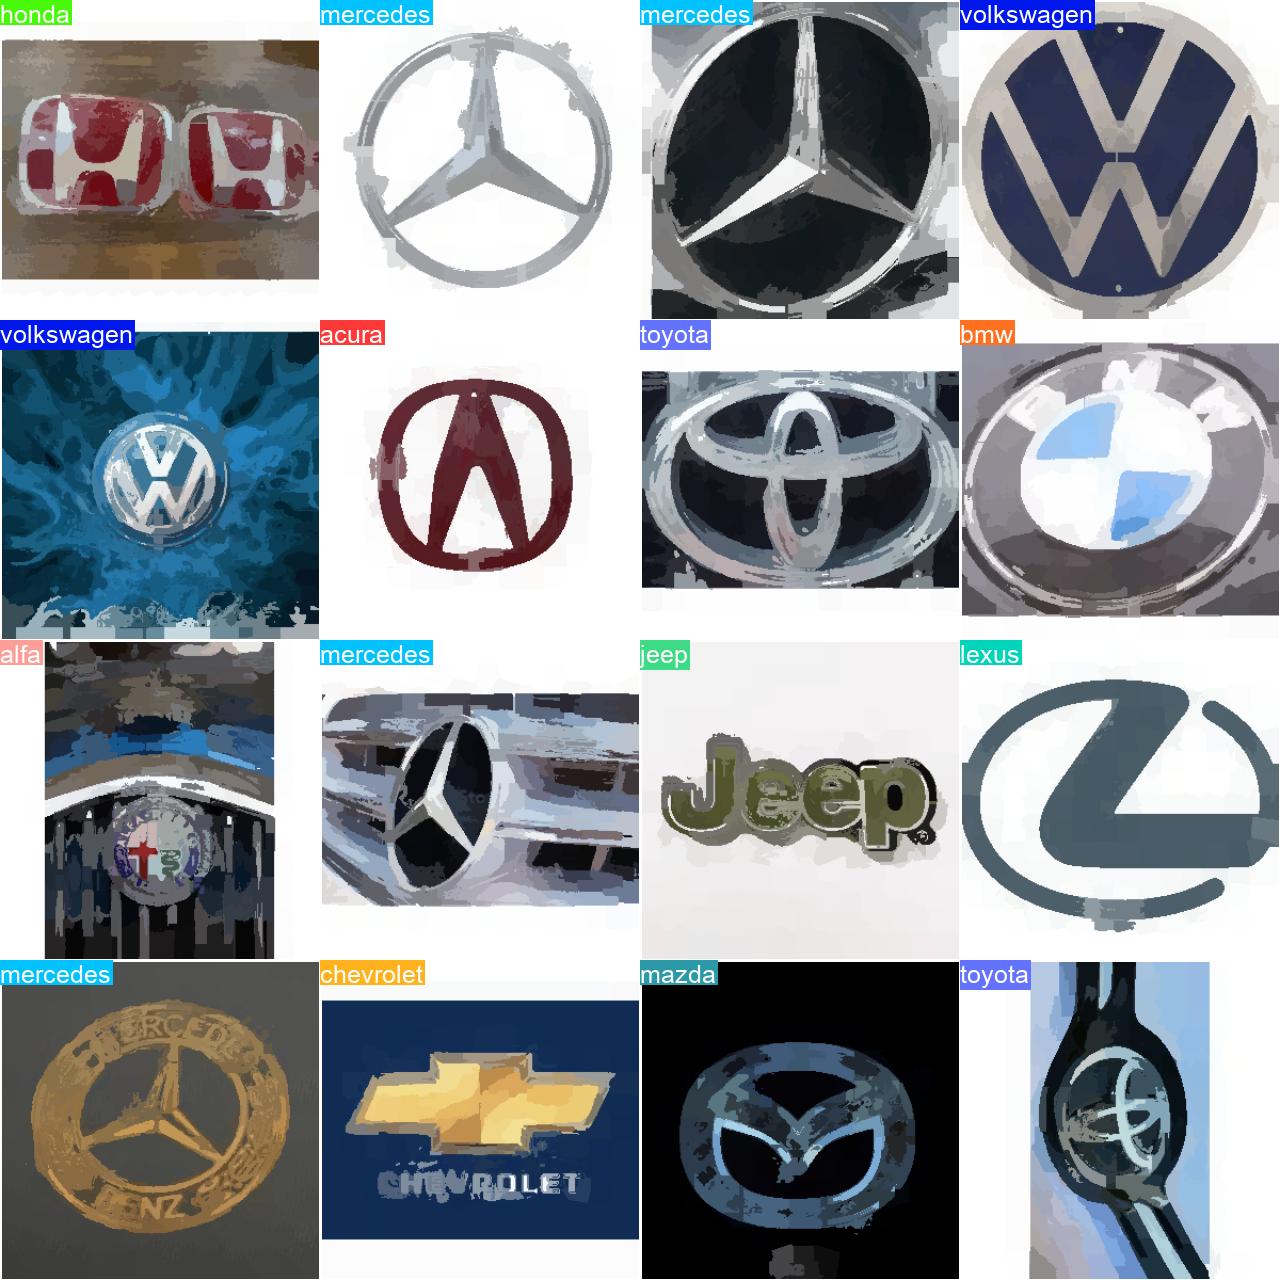 honda
mercedes
mercedes
volkswagen
volkswagen
acura
toyota
bmw
alfa
mercedes
jeep
Jeep
lexus
mercedes
MERCEDES
BENZ
chevrolet
CHEVROLET
mazda
toyota